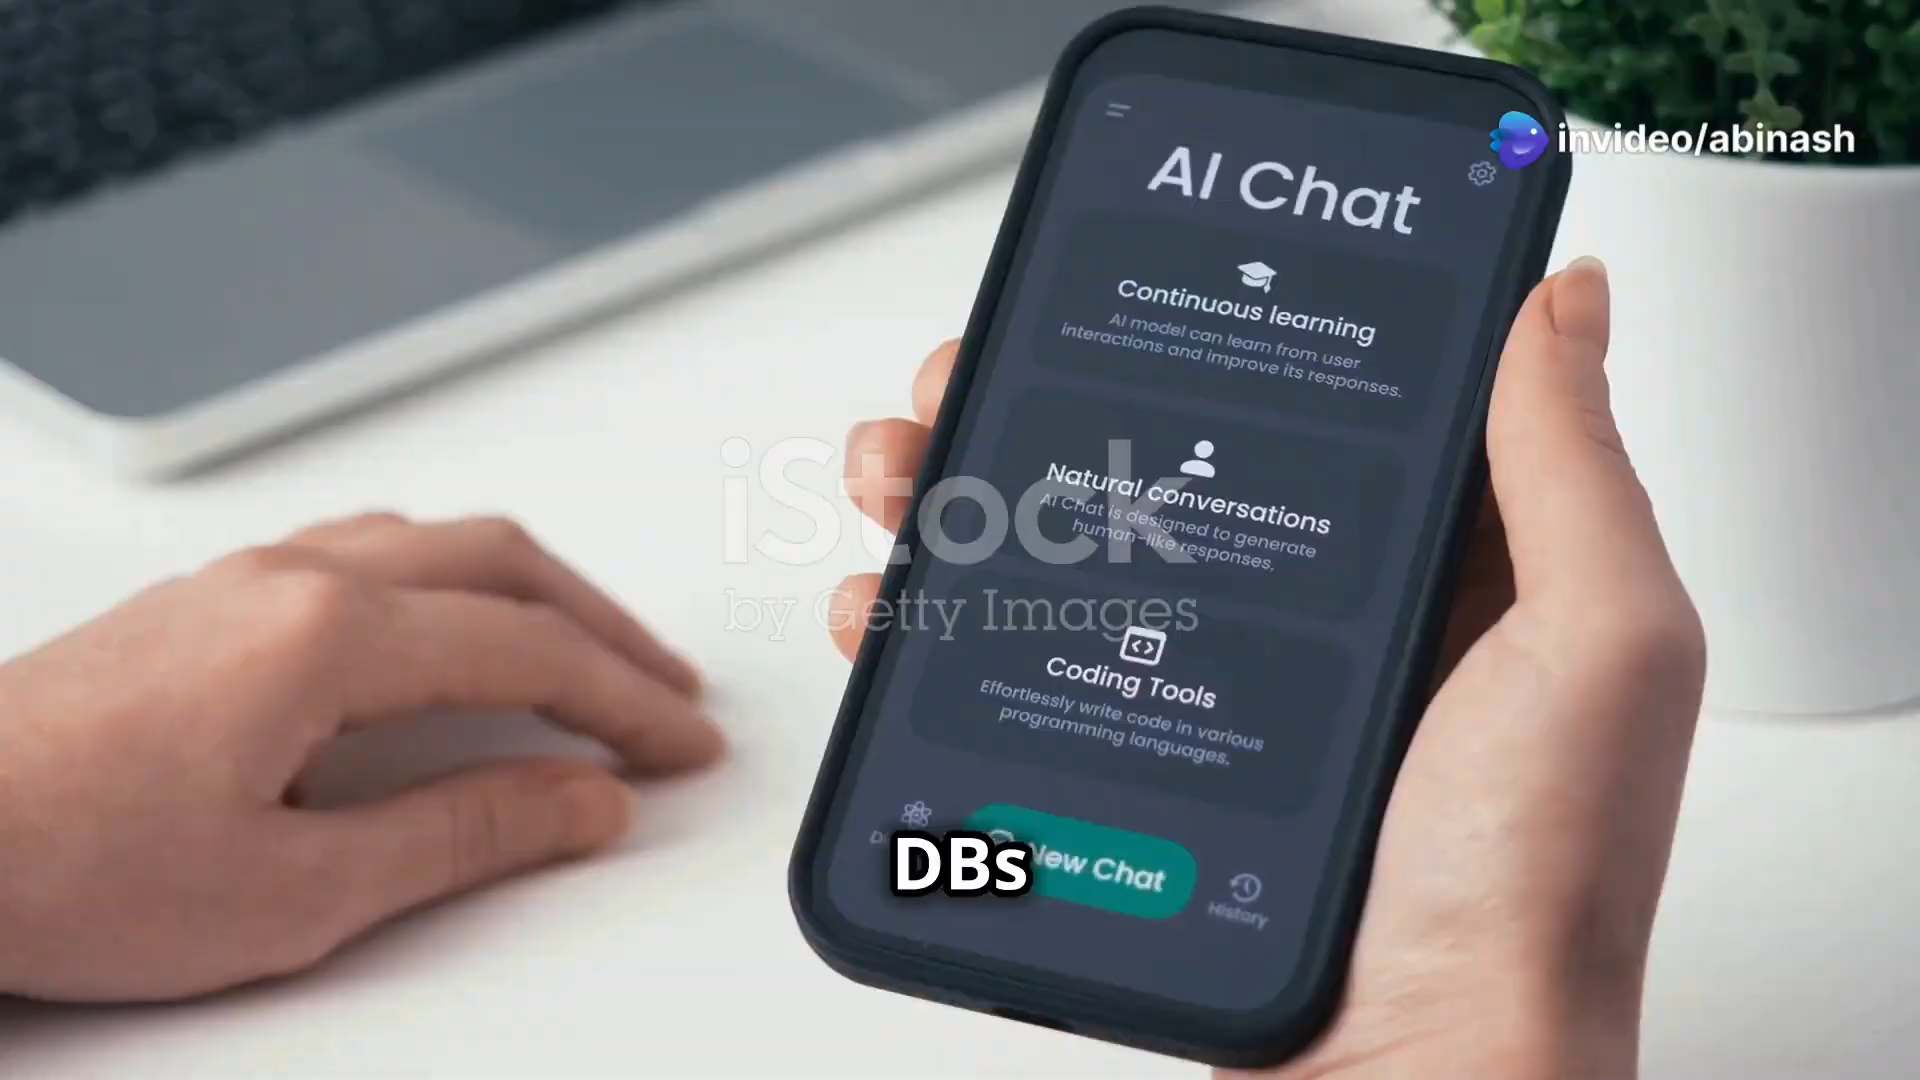 invideo/abinash
AI Chat
Continuous learning
AI model can learn from user
interactions and improve its responses.
iStock
by Getty Images
Natural conversations
AI Chat is designed to generate
human-like responses.
Coding Tools
Effortlessly write code in various
programming languages.
New Chat
DBs
History